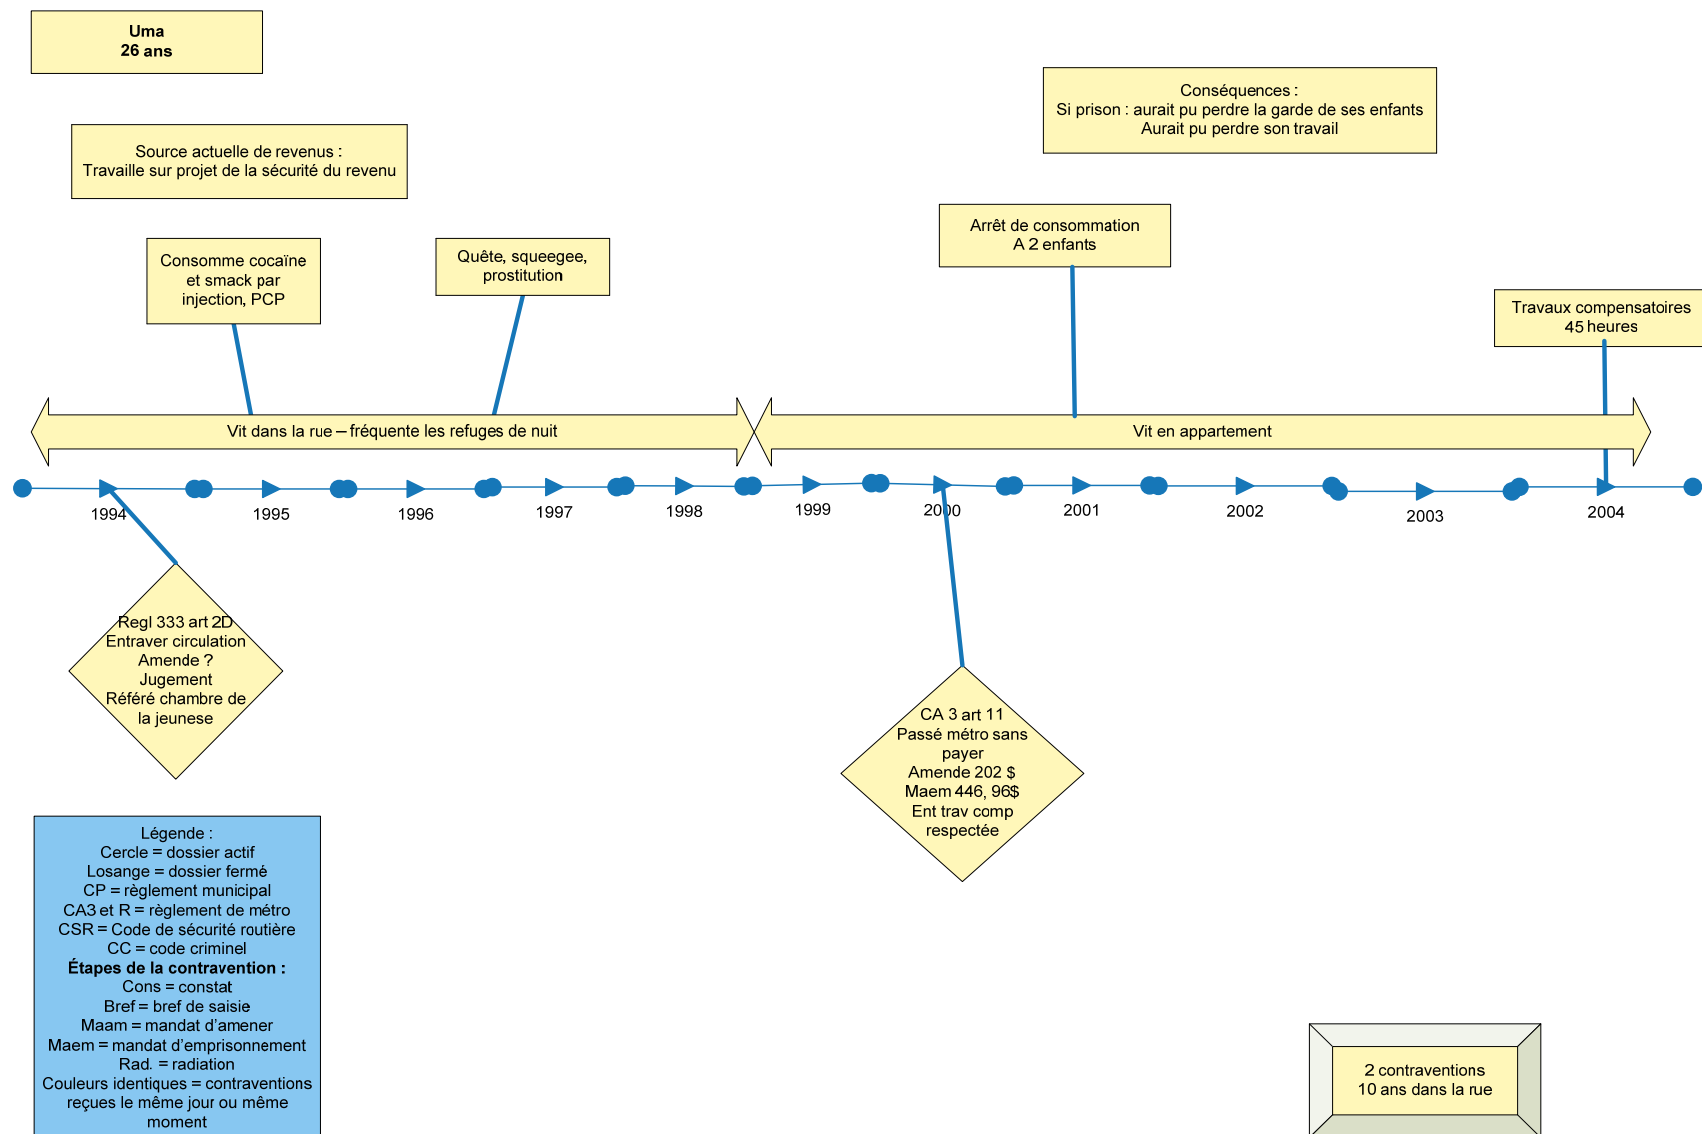 Uma
26 ans
Conséquences :
Si prison : aurait pu perdre la garde de ses enfants
Aurait pu perdre son travail
Source actuelle de revenus :
Travaille sur projet de la sécurité du revenu
Arrêt de consommation
A 2 enfants
Consomme cocaïne
et smack par
injection, PCP
Quête, squeegee,
prostitution
Travaux compensatoires
45 heures
Vit dans la rue – fréquente les refuges de nuit
Vit en appartement
1994
1995
1996
1997
1998
1999
2000
2001
2002
2003
2004
Regl 333 art 2D
Entraver circulation
Amende ?
Jugement
Référé chambre de
la jeunese
CA 3 art 11
Passé métro sans
payer
Amende 202 $
Maem 446, 96$
Ent trav comp
respectée
Légende :
Cercle = dossier actif
Losange = dossier fermé
CP = règlement municipal
CA3 et R = règlement de métro
CSR = Code de sécurité routière
CC = code criminel
Étapes de la contravention :
Cons = constat
Bref = bref de saisie
Maam = mandat d'amener
Maem = mandat d'emprisonnement
Rad. = radiation
Couleurs identiques = contraventions
reçues le même jour ou même
moment
2 contraventions
10 ans dans la rue